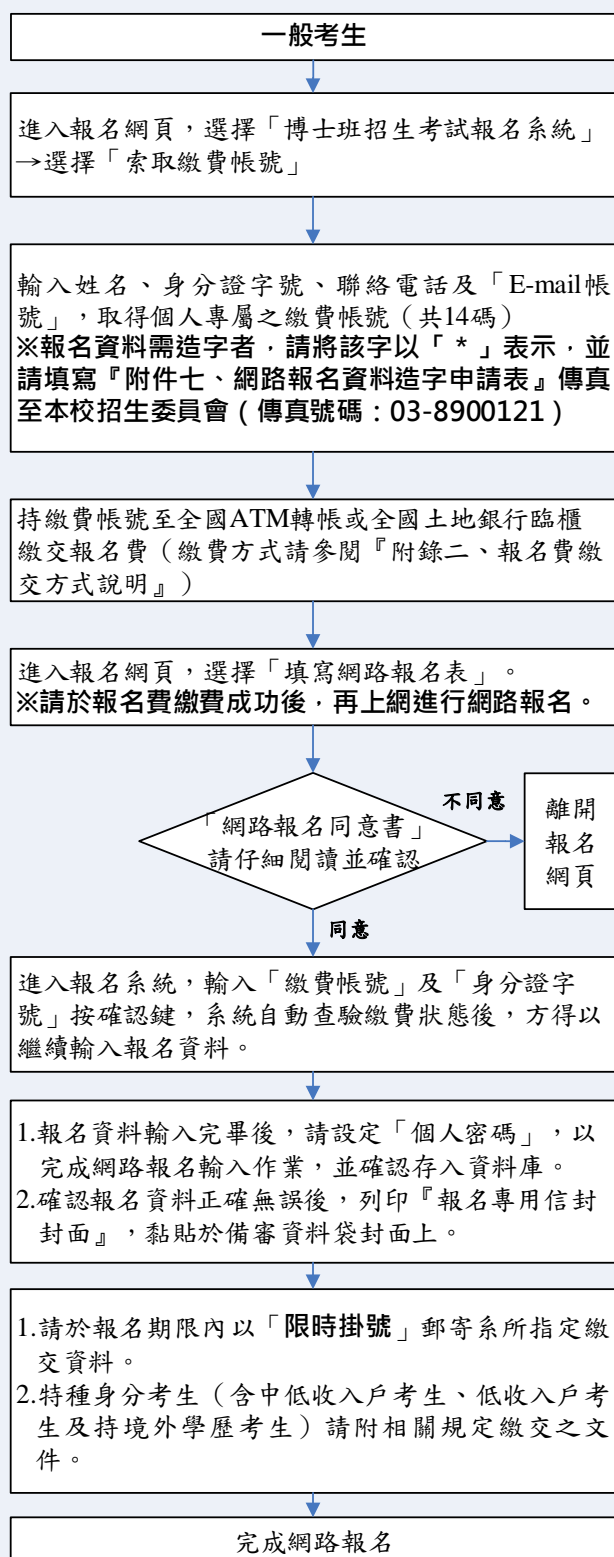 一般考生
進入報名網頁，選擇「博士班招生考試報名系統」
→選擇「索取繳費帳號」
輸入姓名、身分證字號、聯絡電話及「E-mail帳
號」，取得個人專屬之繳費帳號（共14碼）
※報名資料需造字者，請將該字以「 * 」表示，並
請填寫『附件七、網路報名資料造字申請表』傳真
至本校招生委員會（傳真號碼：03-8900121）
持繳費帳號至全國ATM轉帳或全國土地銀行臨櫃
繳交報名費（繳費方式請參閱『附錄二、報名費繳
交方式說明』）
進入報名網頁，選擇「填寫網路報名表」。
※請於報名費繳費成功後，再上網進行網路報名。
「網路報名同意書」
請仔細閱讀並確認
不同意
離開
報名
網頁
同意
進入報名系統，輸入「繳費帳號」及「身分證字
號」按確認鍵，系統自動查驗繳費狀態後，方得以
繼續輸入報名資料。
1.報名資料輸入完畢後，請設定「個人密碼」，以
完成網路報名輸入作業，並確認存入資料庫。
2.確認報名資料正確無誤後，列印『報名專用信封
封面』，黏貼於備審資料袋封面上。
1.請於報名期限內以「限時掛號」郵寄系所指定繳
交資料。
2.特種身分考生（含中低收入戶考生、低收入戶考
生及持境外學歷考生）請附相關規定繳交之文
件。
完成網路報名